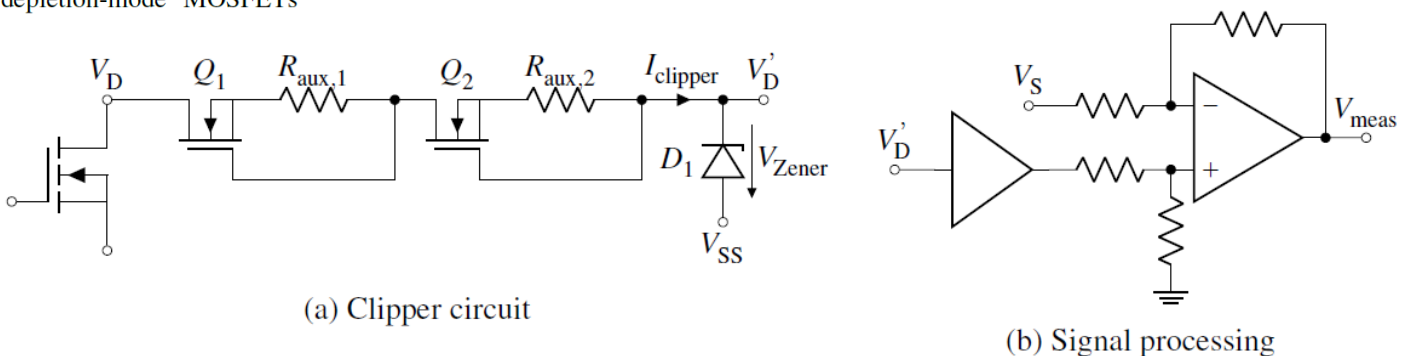 depletion-mode MOSFETs
V_D Q_1 R_aux,1 Q_2 R_aux,2 I_clipper V'_D
D_1 V_Zener
V_SS
(a) Clipper circuit
V_S
V'_D
−
+
V_meas
(b) Signal processing